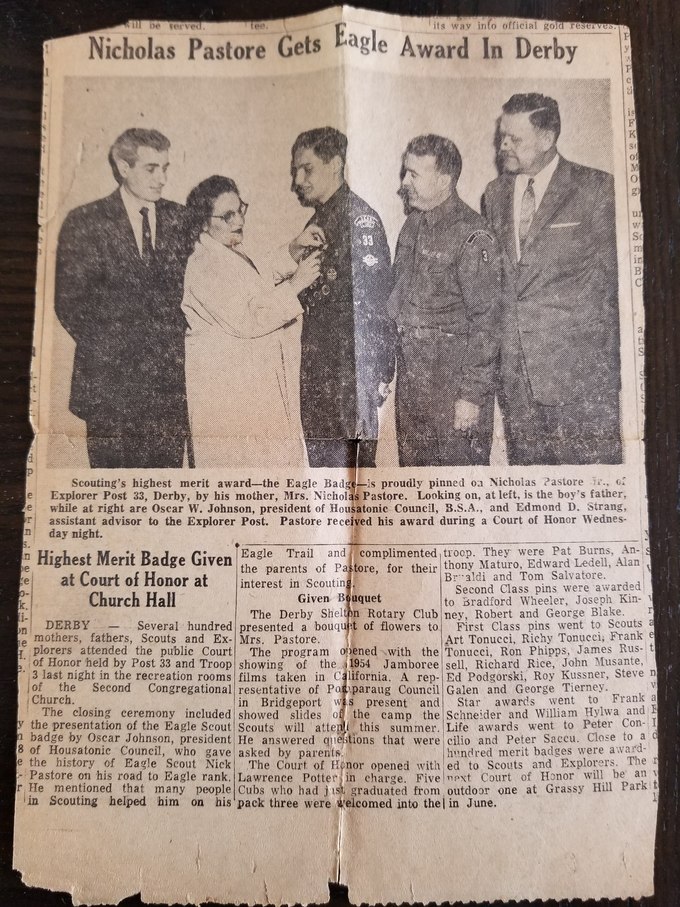 will be served.
tee.
its way into official gold reserves.
Nicholas Pastore Gets Eagle Award In Derby
33
3
Scouting's highest merit award—the Eagle Badge—is proudly pinned on Nicholas Pastore Jr., of
Explorer Post 33, Derby, by his mother, Mrs. Nicholas Pastore. Looking on, at left, is the boy's father,
while at right are Oscar W. Johnson, president of Housatonic Council, B.S.A., and Edmond D. Strang,
assistant advisor to the Explorer Post. Pastore received his award during a Court of Honor Wednes-
day night.
Highest Merit Badge Given
at Court of Honor at
Church Hall
DERBY — Several hundred
mothers, fathers, Scouts and Ex-
plorers attended the public Court
of Honor held by Post 33 and Troop
3 last night in the recreation rooms
of the Second Congregational
Church.
The closing ceremony included
the presentation of the Eagle Scout
badge by Oscar Johnson, president
of Housatonic Council, who gave
the history of Eagle Scout Nick
Pastore on his road to Eagle rank.
He mentioned that many people
in Scouting helped him on his
Eagle Trail and complimented
the parents of Pastore, for their
interest in Scouting.
Given Bouquet
The Derby Shelton Rotary Club
presented a bouquet of flowers to
Mrs. Pastore.
The program opened with the
showing of the 1954 Jamboree
films taken in California. A rep-
resentative of Pomparaug Council
in Bridgeport was present and
showed slides of the camp the
Scouts will attend this summer.
He answered questions that were
asked by parents.
The Court of Honor opened with
Lawrence Potter in charge. Five
Cubs who had just graduated from
pack three were welcomed into the
troop. They were Pat Burns, An-
thony Maturo, Edward Ledell, Alan
and Tom Salvatore.
Second Class pins were awarded
to Bradford Wheeler, Joseph Kin-
ney, Robert and George Blake.
First Class pins went to Scouts
Art Tonucci, Richy Tonucci, Frank
Tonucci, Ron Phipps, James Rus-
sell, Richard Rice, John Musante,
Ed Podgorski, Roy Kussner, Steve
Galen and George Tierney.
Star awards went to Frank
Schneider and William Hylwa and
Life awards went to Peter Con-
cilio and Peter Saccu. Close to a
hundred merit badges were award-
ed to Scouts and Explorers. The
next Court of Honor will be an
outdoor one at Grassy Hill Park
in June.